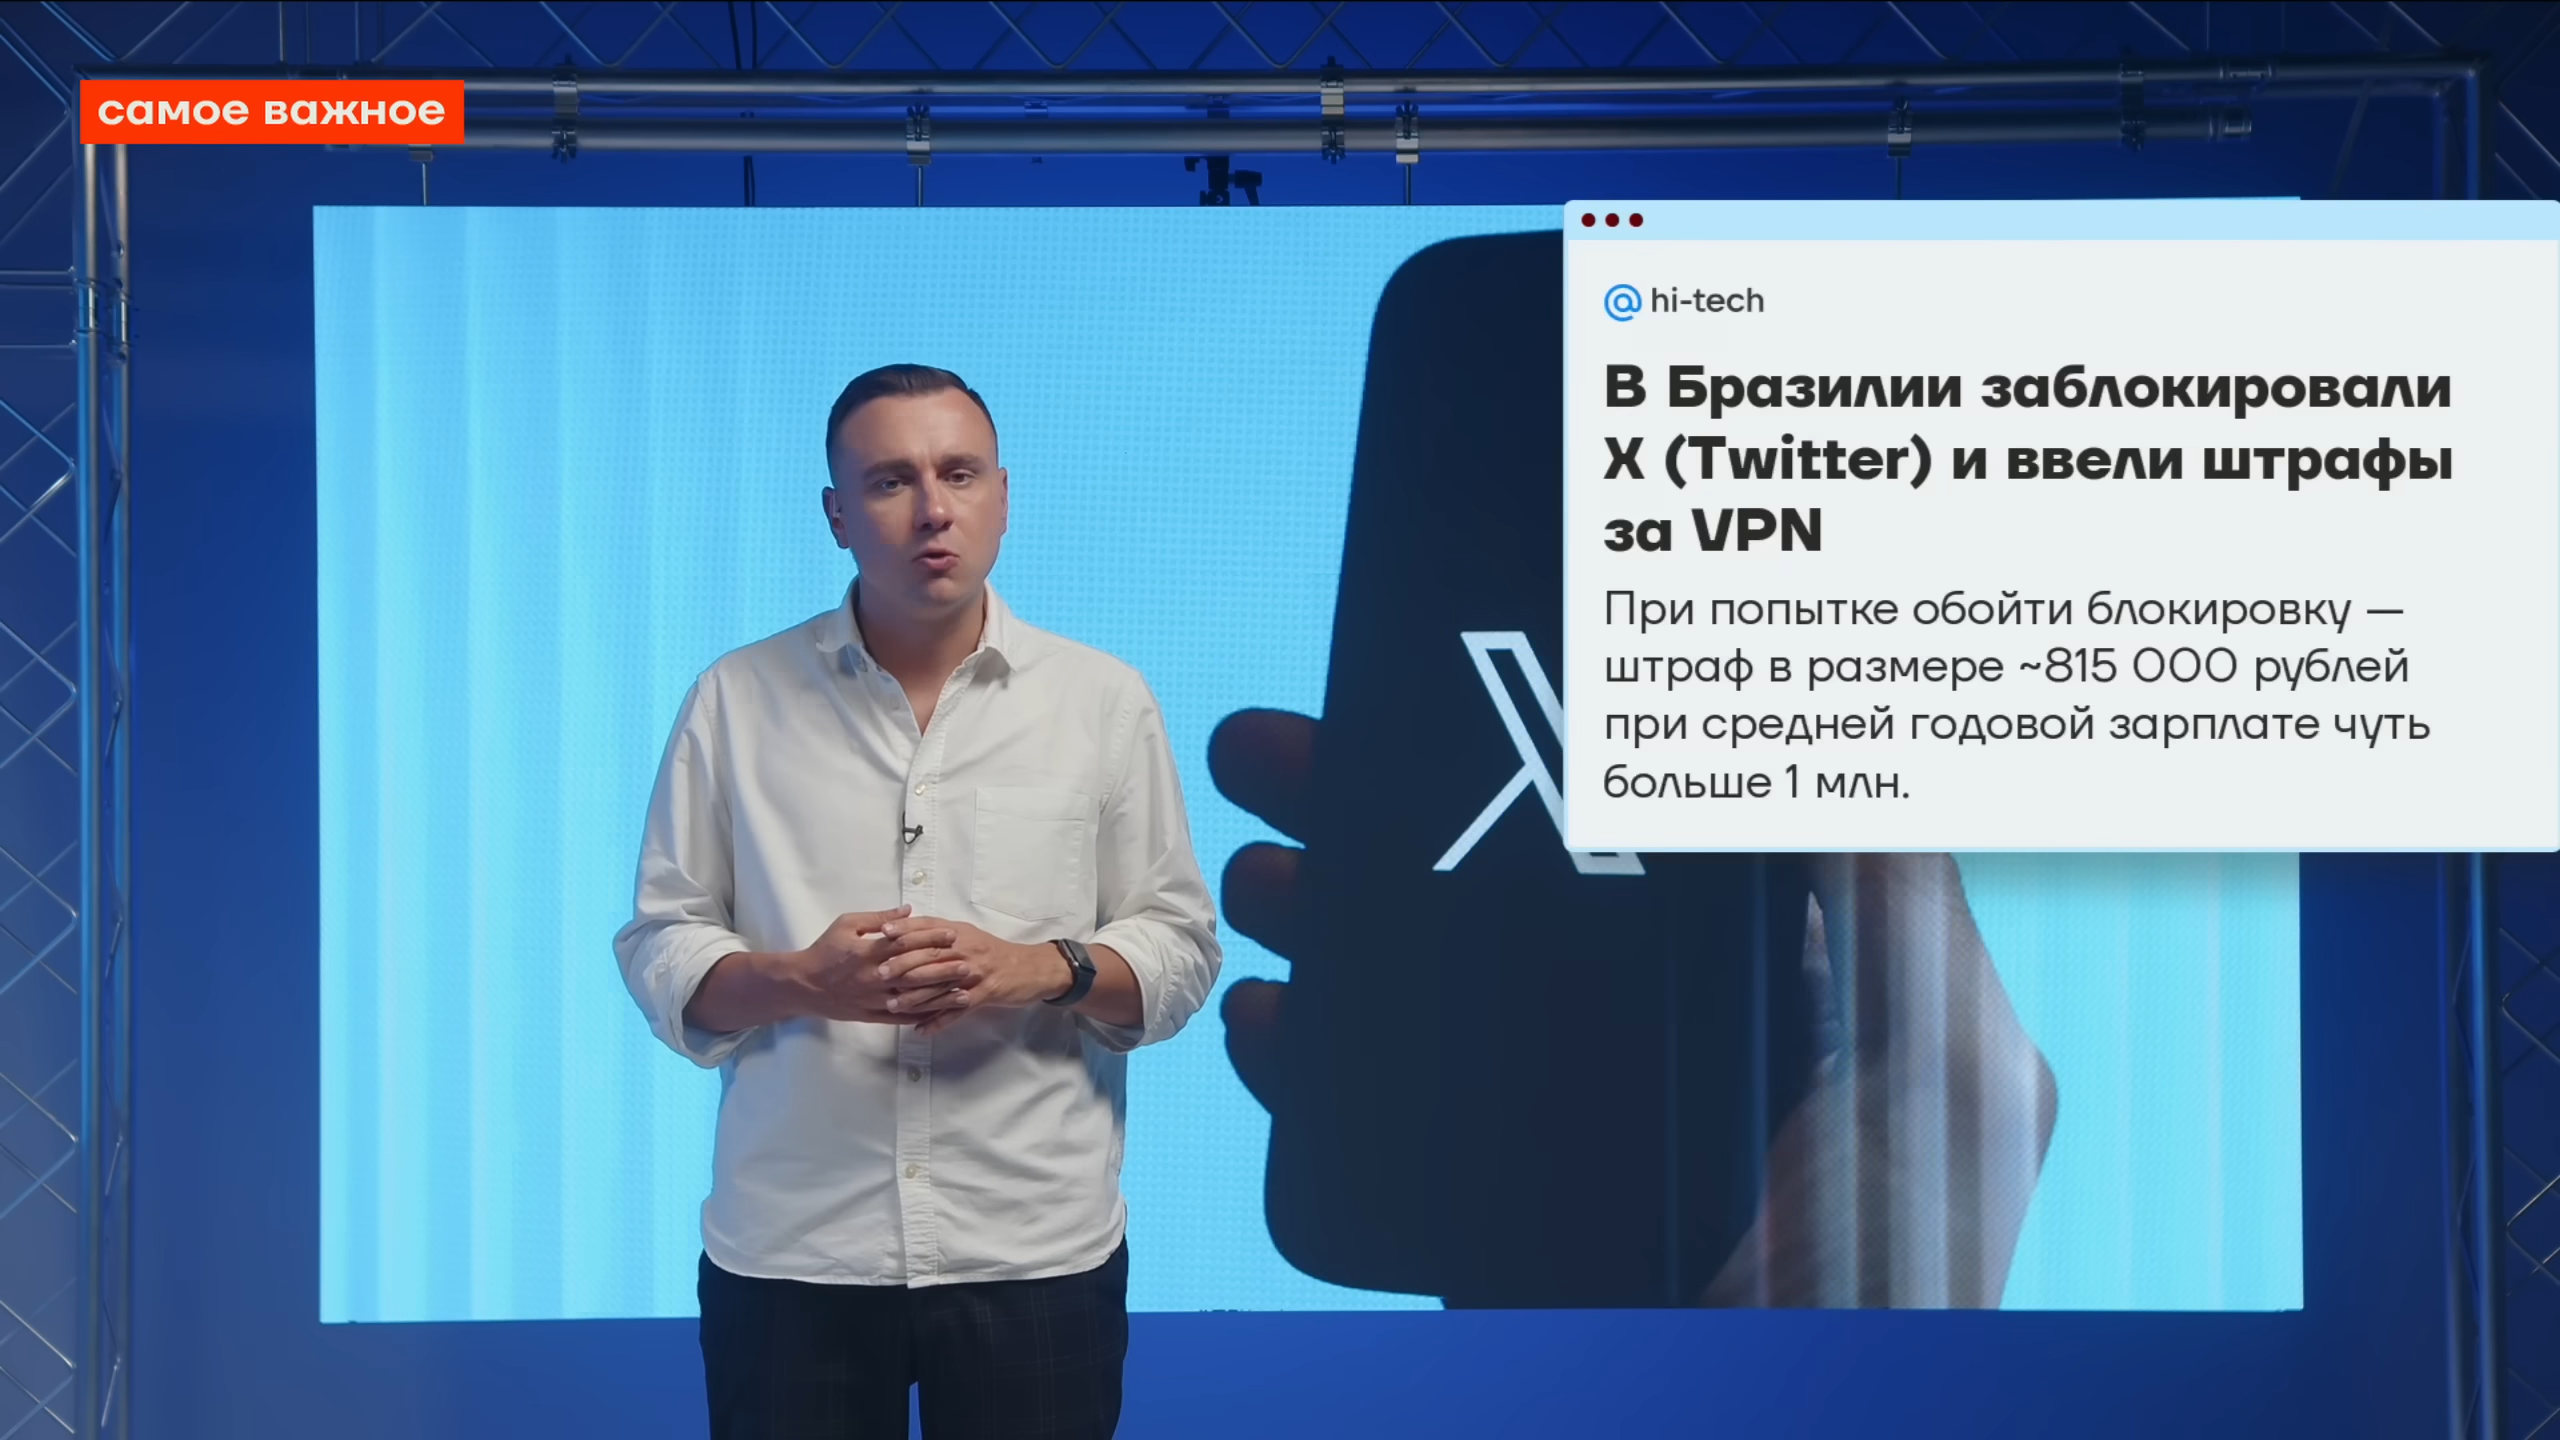 самое важное
@ hi-tech
В Бразилии заблокировали
X (Twitter) и ввели штрафы
за VPN
При попытке обойти блокировку —
штраф в размере ~815 000 рублей
при средней годовой зарплате чуть
больше 1 млн.
X